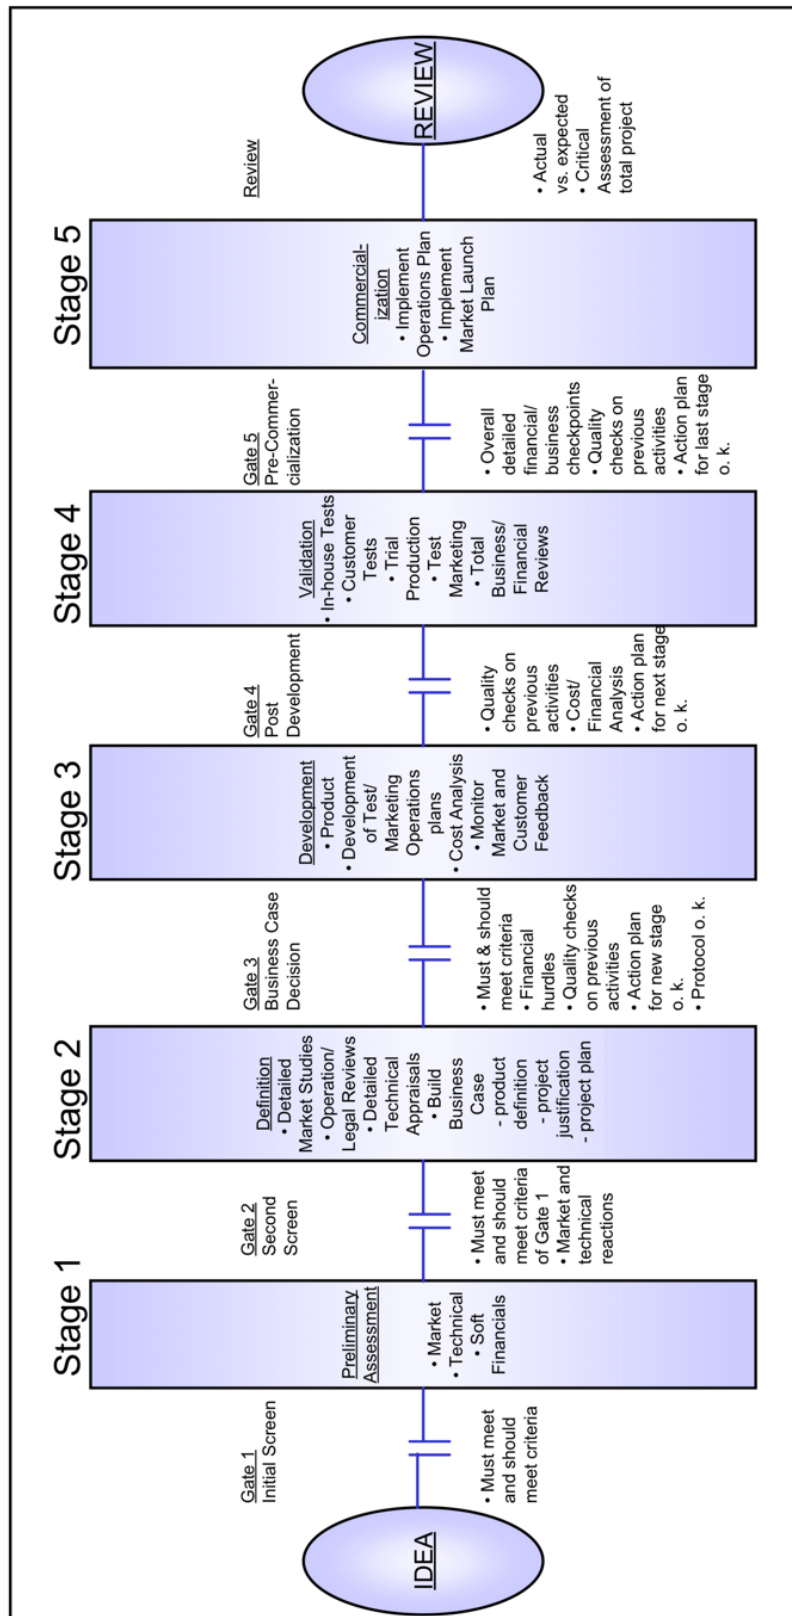 IDEA
Gate 1
Initial Screen
• Must meet
and should
meet criteria
Stage 1
Preliminary
Assessment
• Market
• Technical
• Soft
Financials
Gate 2
Second
Screen
• Must meet
and should
meet criteria
of Gate 1
• Market and
technical
reactions
Stage 2
Definition
• Detailed
Market Studies
• Operation/
Legal Reviews
• Detailed
Technical
Appraisals
• Build
Business
Case
- product
definition
- project
justification
- project plan
Gate 3
Business Case
Decision
• Must & should
meet criteria
• Financial
hurdles
• Quality checks
on previous
activities
• Action plan
for new stage
o. k.
• Protocol o. k.
Stage 3
Development
• Product
• Development
of Test/
Marketing
Operations
plans
• Cost Analysis
• Monitor
Market and
Customer
Feedback
Gate 4
Post
Development
• Quality
checks on
previous
activities
• Cost/
Financial
Analysis
• Action plan
for next stage
o. k.
Stage 4
Validation
• In-house Tests
• Customer
Tests
• Trial
Production
• Test
Marketing
• Total
Business/
Financial
Reviews
Gate 5
Pre-Commer-
cialization
• Overall
detailed
financial/
business
checkpoints
• Quality
checks on
previous
activities
• Action plan
for last stage
o. k.
Stage 5
Commercial-
ization
• Implement
Operations Plan
• Implement
Market Launch
Plan
Review
• Actual
vs. expected
• Critical
Assessment of
total project
REVIEW